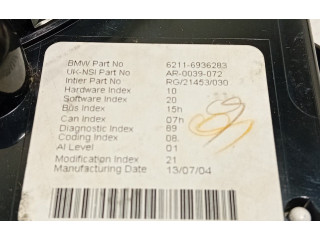 BMW Part No 6211-6936283
UK-NSI Part No AR-0039-072
Intier Part No RG/21453/030
Hardware Index 10
Software Index 20
Bus Index 15h
Can Index 07h
Diagnostic Index 89
Coding Index 08
AI Level 01
Modification Index 21
Manufacturing Date 13/07/04